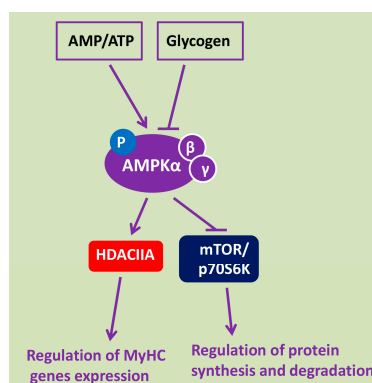 AMP/ATP
Glycogen
P
β
AMPKα
γ
HDACIIA
mTOR/
p70S6K
Regulation of MyHC
genes expression
Regulation of protein
synthesis and degradation